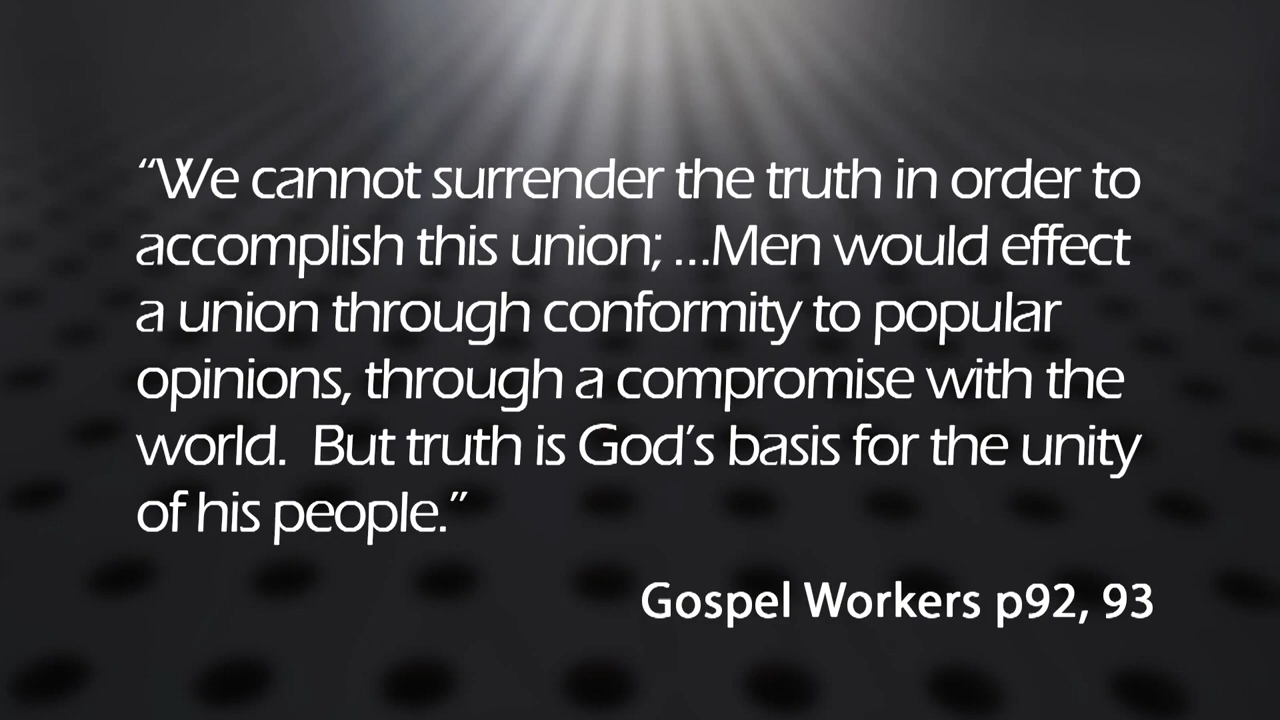 “We cannot surrender the truth in order to
accomplish this union; ...Men would effect
a union through conformity to popular
opinions, through a compromise with the
world.  But truth is God’s basis for the unity
of his people.”
Gospel Workers p92, 93